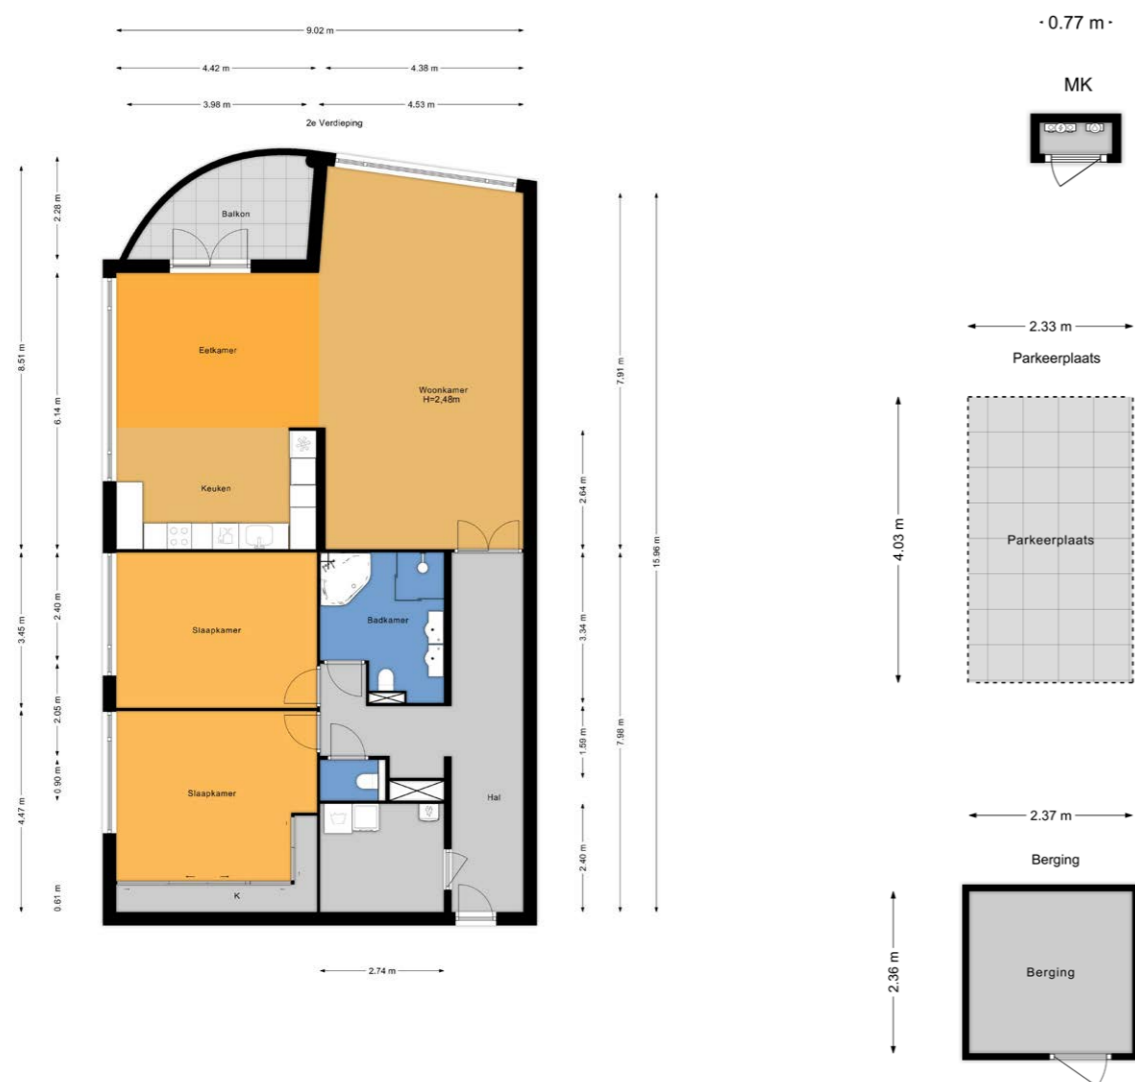 9.02 m
0.77 m
4.42 m
4.38 m
MK
3.98 m
4.53 m
2e Verdieping
2.28 m
Balkon
8.51 m
6.14 m
Eetkamer
Woonkamer
H=2,48m
7.91 m
2.33 m
Parkeerplaats
4.03 m
Parkeerplaats
Keuken
2.64 m
15.96 m
3.45 m
2.40 m
Slaapkamer
Badkamer
3.34 m
2.05 m
1.59 m
7.98 m
0.90 m
4.47 m
Slaapkamer
Hal
2.37 m
Berging
2.40 m
0.61 m
K
2.36 m
Berging
2.74 m